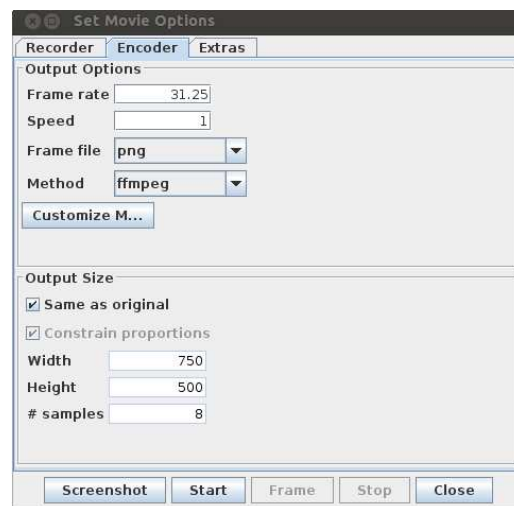 Set Movie Options
Recorder Encoder Extras
Output Options
Frame rate 31.25
Speed 1
Frame file png
Method ffmpeg
Customize M...
Output Size
Same as original
Constrain proportions
Width 750
Height 500
# samples 8
Screenshot Start Frame Stop Close